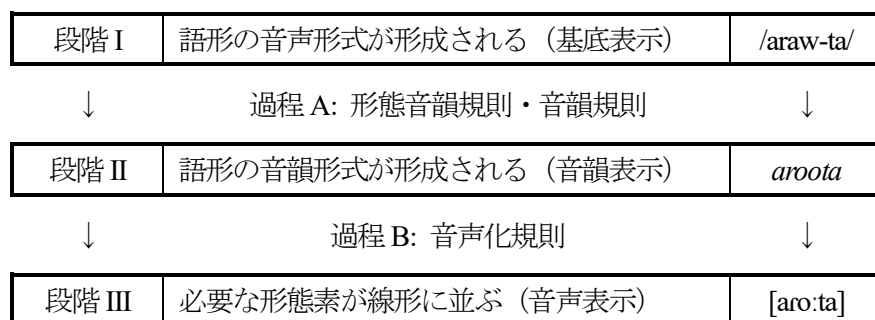 段階 I 語形の音声形式が形成される（基底表示） /araw-ta/
↓ 過程 A: 形態音韻規則・音韻規則 ↓
段階 II 語形の音韻形式が形成される（音韻表示） aroota
↓ 過程 B: 音声化規則 ↓
段階 III 必要な形態素が線形に並ぶ（音声表示） [aro:ta]